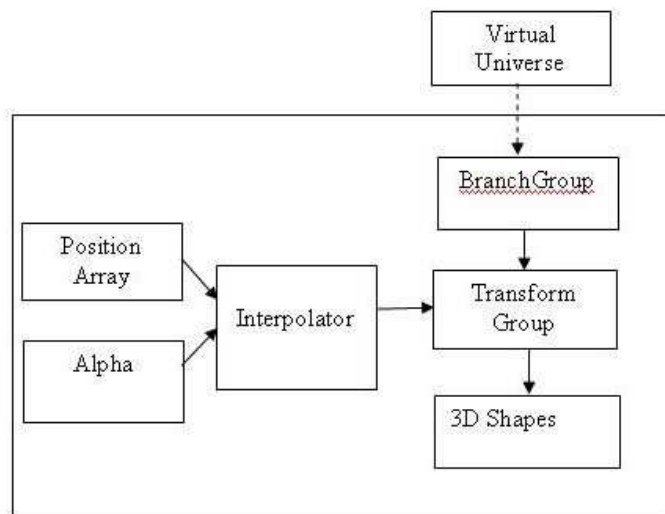 Virtual
Universe
BranchGroup
Position
Array
Interpolator
Transform
Group
Alpha
3D Shapes